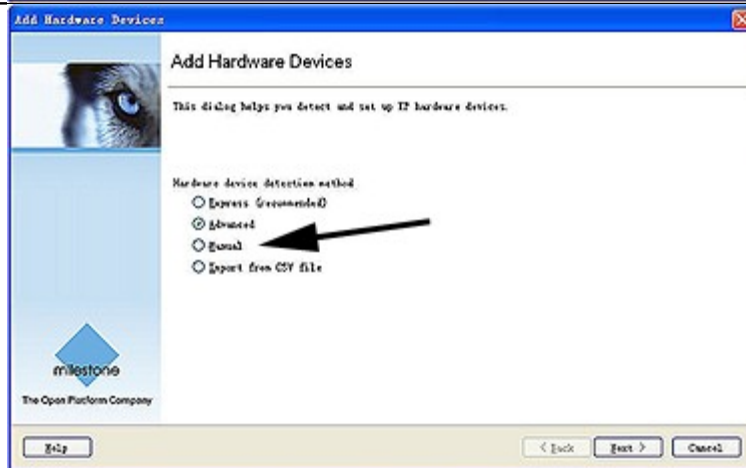 Add Hardware Devices
Add Hardware Devices
This dialog helps you detect and set up IP hardware devices.
Hardware device detection method
Express (recommended)
Advanced
Manual
Import from CSV file
milestone
The Open Platform Company
Help
< Back
Next >
Cancel